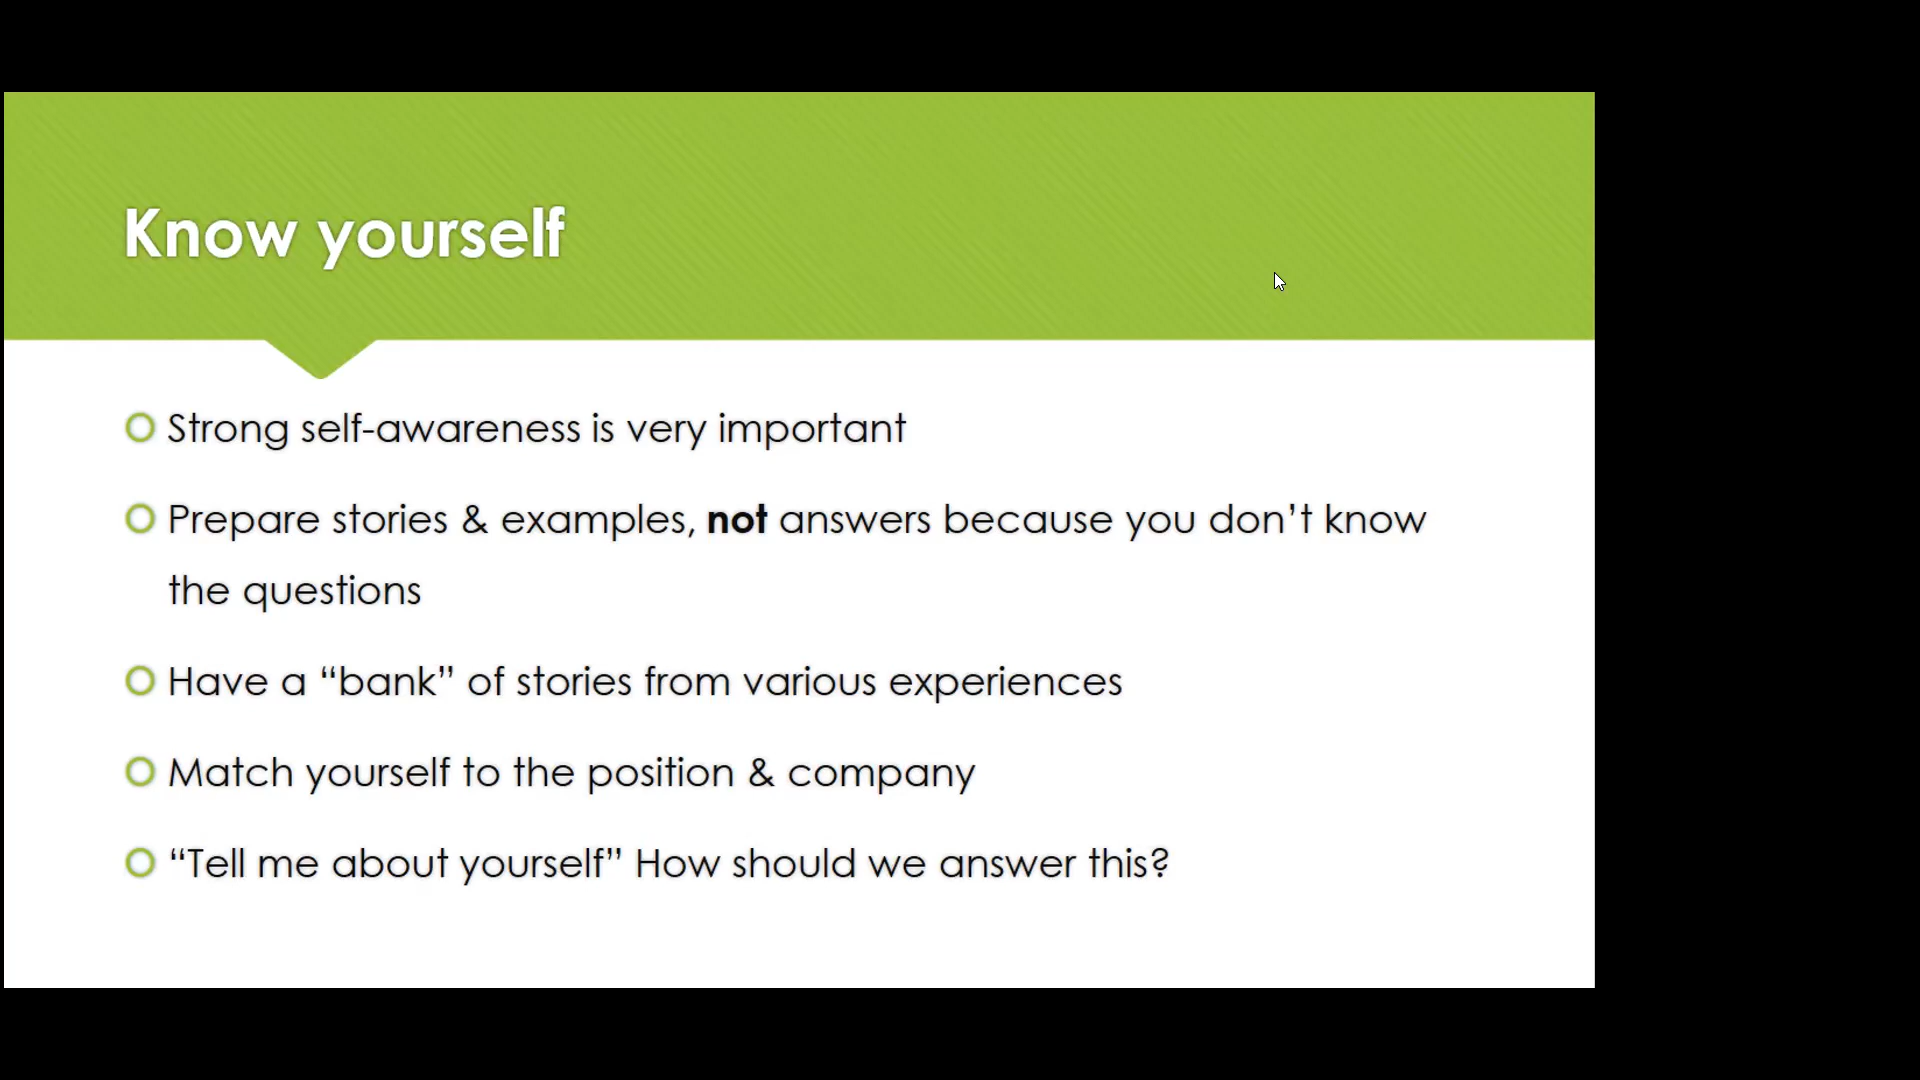 Know yourself
Strong self-awareness is very important
Prepare stories & examples, not answers because you don’t know
the questions
Have a “bank” of stories from various experiences
Match yourself to the position & company
“Tell me about yourself” How should we answer this?